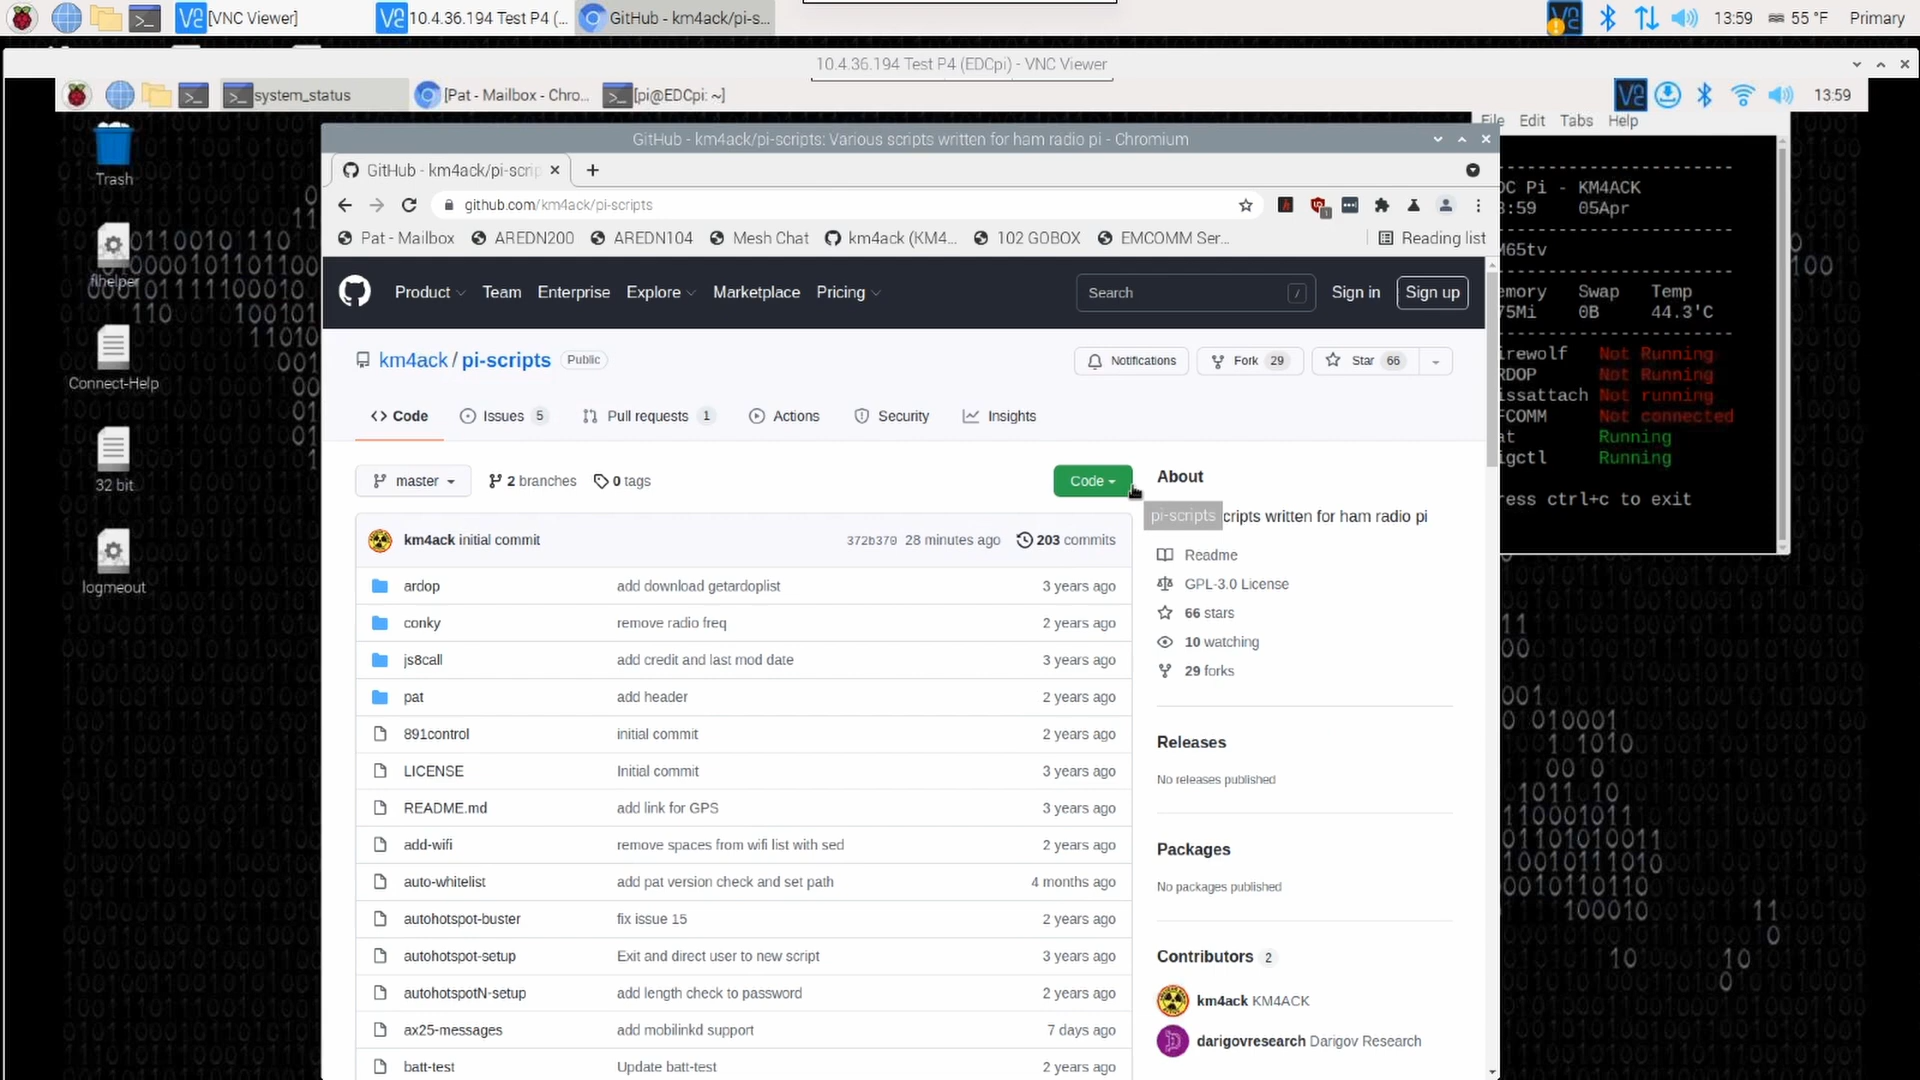 [VNC Viewer]
10.4.36.194 Test P4 (...
GitHub - km4ack/pi-s...
13:59
55 °F
Primary
10.4.36.194 Test P4 (EDCpi) - VNC Viewer
system_status
[Pat - Mailbox - Chro...
[pi@EDCpi: ~]
13:59
File Edit Tabs Help
Trash
flhelper
Connect-Help
32 bit
logmeout
GitHub - km4ack/pi-scripts: Various scripts written for ham radio pi - Chromium
GitHub - km4ack/pi-scrip
github.com/km4ack/pi-scripts
Pat - Mailbox
AREDN200
AREDN104
Mesh Chat
km4ack (KM4...
102 GOBOX
EMCOMM Ser...
Reading list
Product
Team
Enterprise
Explore
Marketplace
Pricing
Search /
Sign in
Sign up
km4ack / pi-scripts Public
Notifications
Fork 29
Star 66
Code
Issues 5
Pull requests 1
Actions
Security
Insights
master
2 branches
0 tags
Code
km4ack initial commit 372b370 28 minutes ago 203 commits
ardop add download getardoplist 3 years ago
conky remove radio freq 2 years ago
js8call add credit and last mod date 3 years ago
pat add header 2 years ago
891control initial commit 2 years ago
LICENSE Initial commit 3 years ago
README.md add link for GPS 3 years ago
add-wifi remove spaces from wifi list with sed 2 years ago
auto-whitelist add pat version check and set path 4 months ago
autohotspot-buster fix issue 15 2 years ago
autohotspot-setup Exit and direct user to new script 3 years ago
autohotspotN-setup add length check to password 2 years ago
ax25-messages add mobilinkd support 7 days ago
batt-test Update batt-test 2 years ago
About
pi-scripts
cripts written for ham radio pi
Readme
GPL-3.0 License
66 stars
10 watching
29 forks
Releases
No releases published
Packages
No packages published
Contributors 2
km4ack KM4ACK
darigovresearch Darigov Research
DC Pi - KM4ACK
3:59 05Apr
M65tv
emory Swap Temp
75Mi 0B 44.3'C
irewolf Not Running
RDOP Not Running
issattach Not running
FCOMM Not connected
at Running
igctl Running
ress ctrl+c to exit